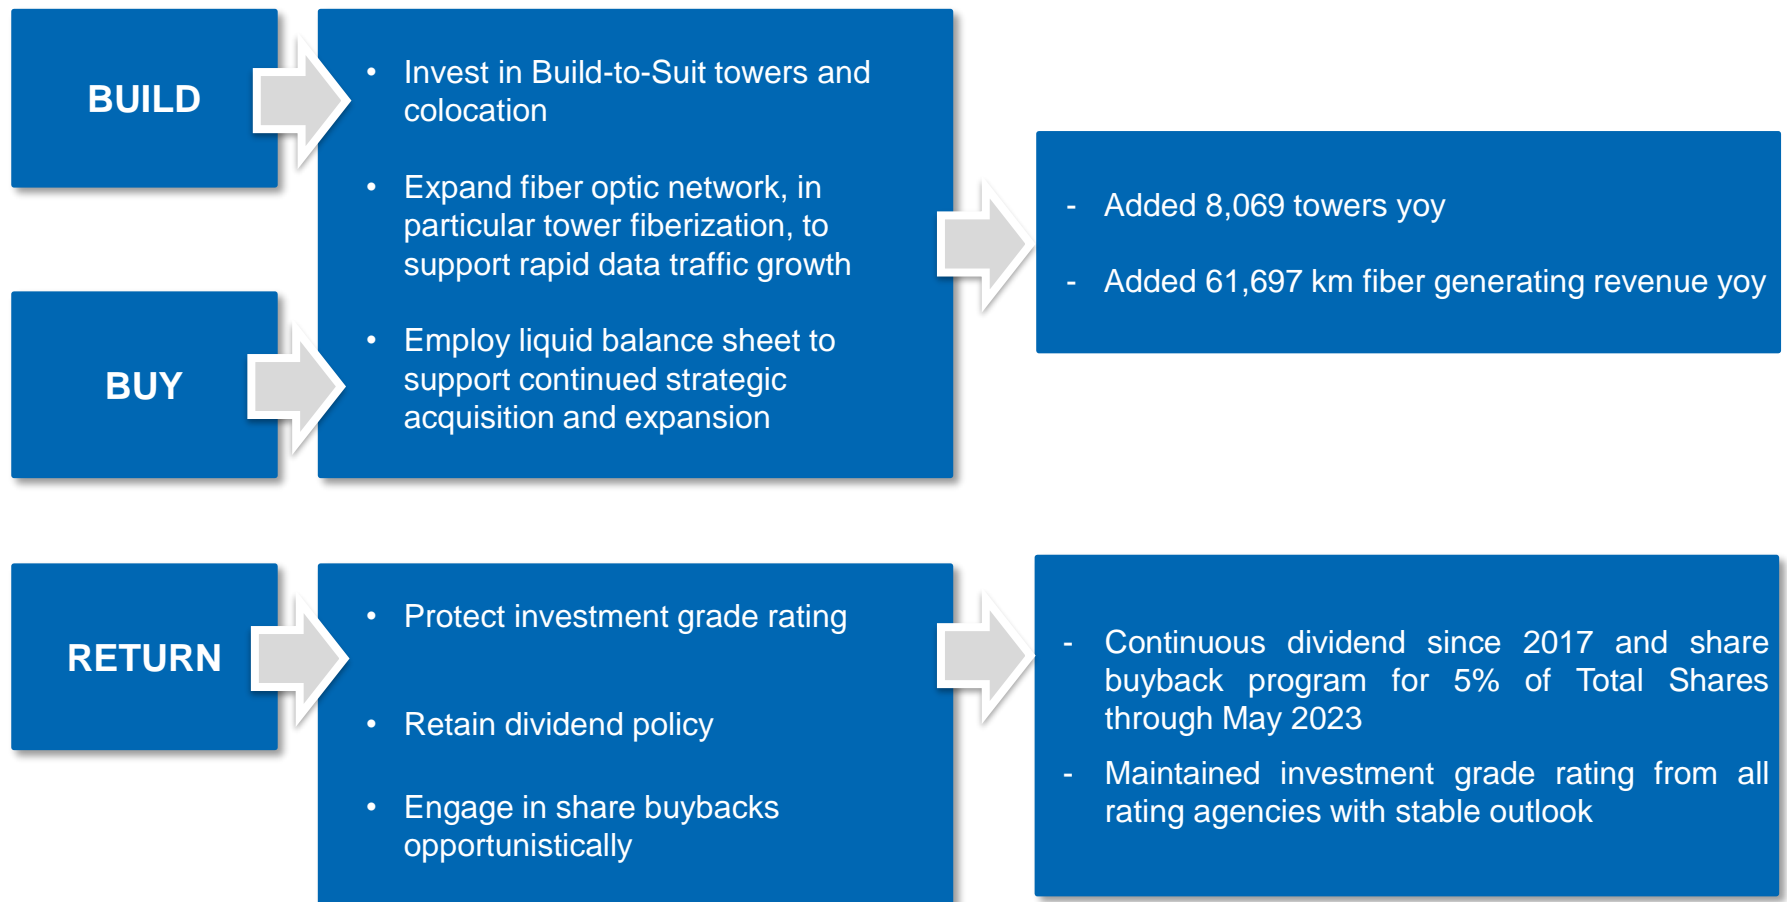 BUILD
• Invest in Build-to-Suit towers and
colocation
• Expand fiber optic network, in
particular tower fiberization, to
support rapid data traffic growth
BUY
• Employ liquid balance sheet to
support continued strategic
acquisition and expansion
- Added 8,069 towers yoy
- Added 61,697 km fiber generating revenue yoy
RETURN
• Protect investment grade rating
• Retain dividend policy
• Engage in share buybacks
opportunistically
- Continuous dividend since 2017 and share
buyback program for 5% of Total Shares
through May 2023
- Maintained investment grade rating from all
rating agencies with stable outlook